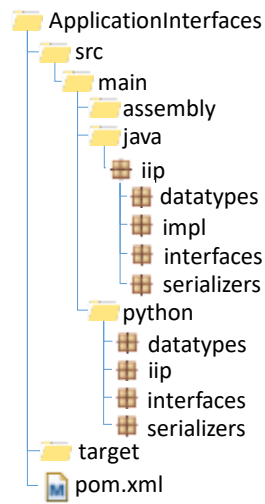 ApplicationInterfaces
src
main
assembly
java
iip
datatypes
impl
interfaces
serializers
python
datatypes
iip
interfaces
serializers
target
M pom.xml